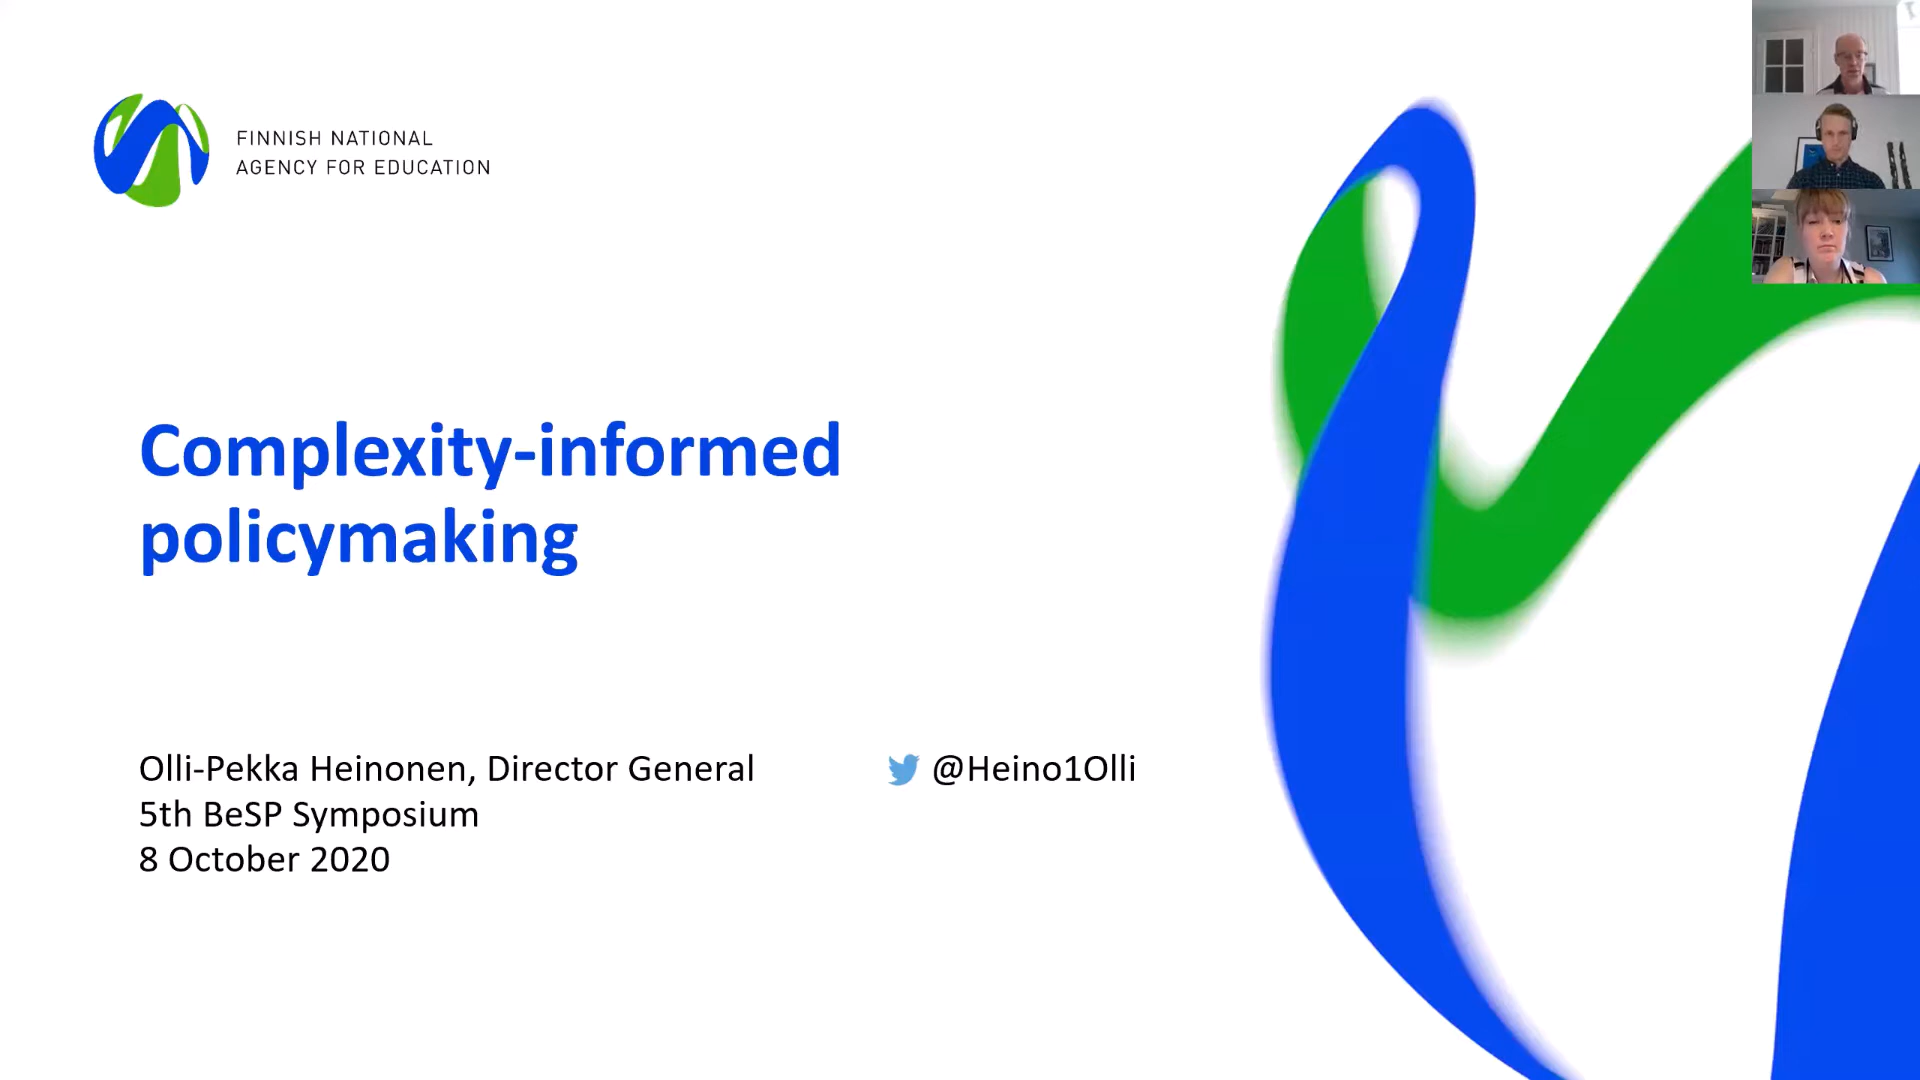 FINNISH NATIONAL
AGENCY FOR EDUCATION
Complexity-informed
policymaking
Olli-Pekka Heinonen, Director General
@Heino1Olli
5th BeSP Symposium
8 October 2020